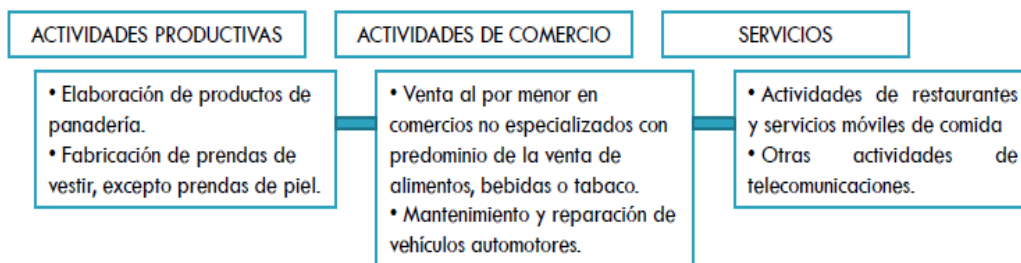 ACTIVIDADES PRODUCTIVAS
• Elaboración de productos de
panadería.
• Fabricación de prendas de
vestir, excepto prendas de piel.
ACTIVIDADES DE COMERCIO
• Venta al por menor en
comercios no especializados con
predominio de la venta de
alimentos, bebidas o tabaco.
• Mantenimiento y reparación de
vehículos automotores.
SERVICIOS
• Actividades de restaurantes
y servicios móviles de comida
• Otras actividades de
telecomunicaciones.